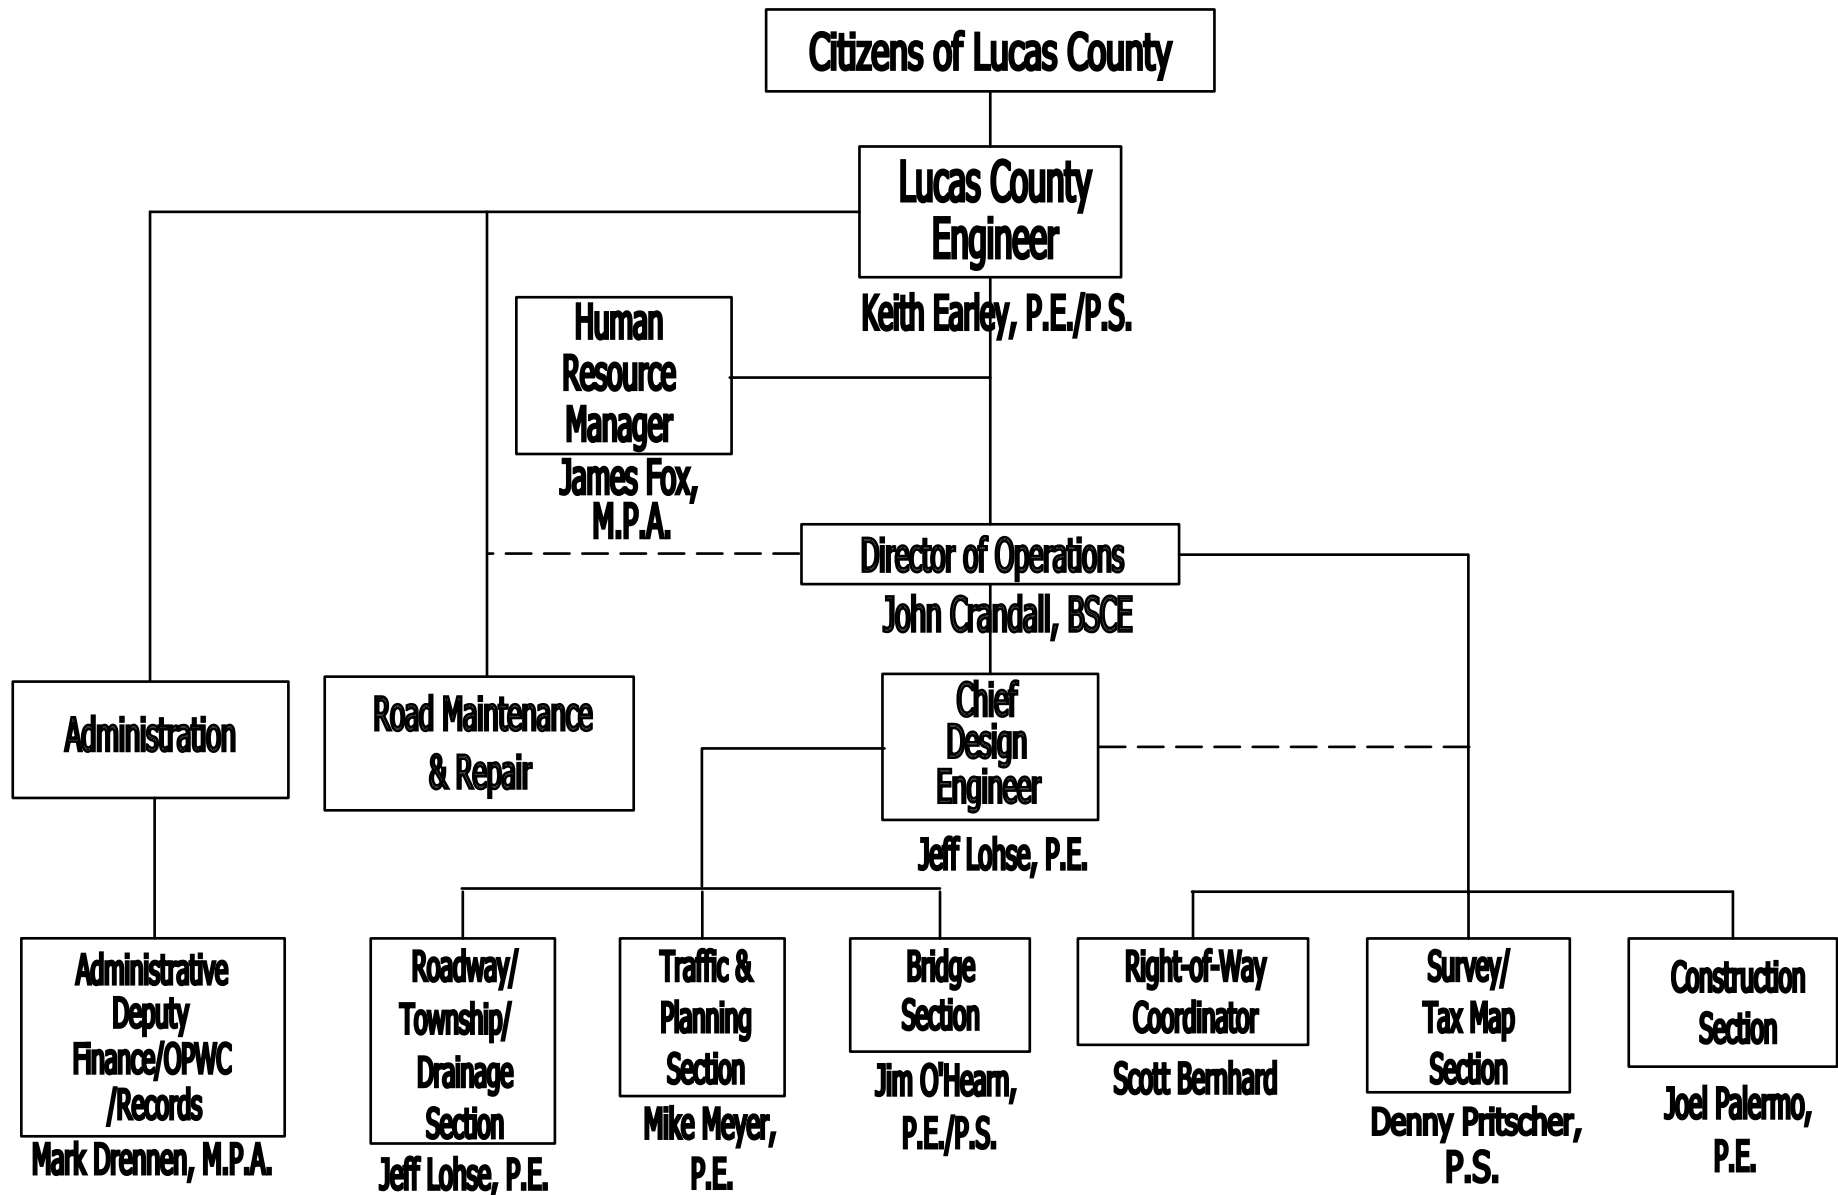 Citizens of Lucas County
Lucas County
Engineer
Keith Earley, P.E./P.S.
Human
Resource
Manager
James Fox,
M.P.A.
Director of Operations
John Crandall, BSCE
Administration
Road Maintenance
& Repair
Chief
Design
Engineer
Jeff Lohse, P.E.
Administrative
Deputy
Finance/OPWC
/Records
Mark Drennen, M.P.A.
Roadway/
Township/
Drainage
Section
Jeff Lohse, P.E.
Traffic &
Planning
Section
Mike Meyer,
P.E.
Bridge
Section
Jim O'Hearn,
P.E./P.S.
Right-of-Way
Coordinator
Scott Bernhard
Survey/
Tax Map
Section
Denny Pritscher,
P.S.
Construction
Section
Joel Palermo,
P.E.